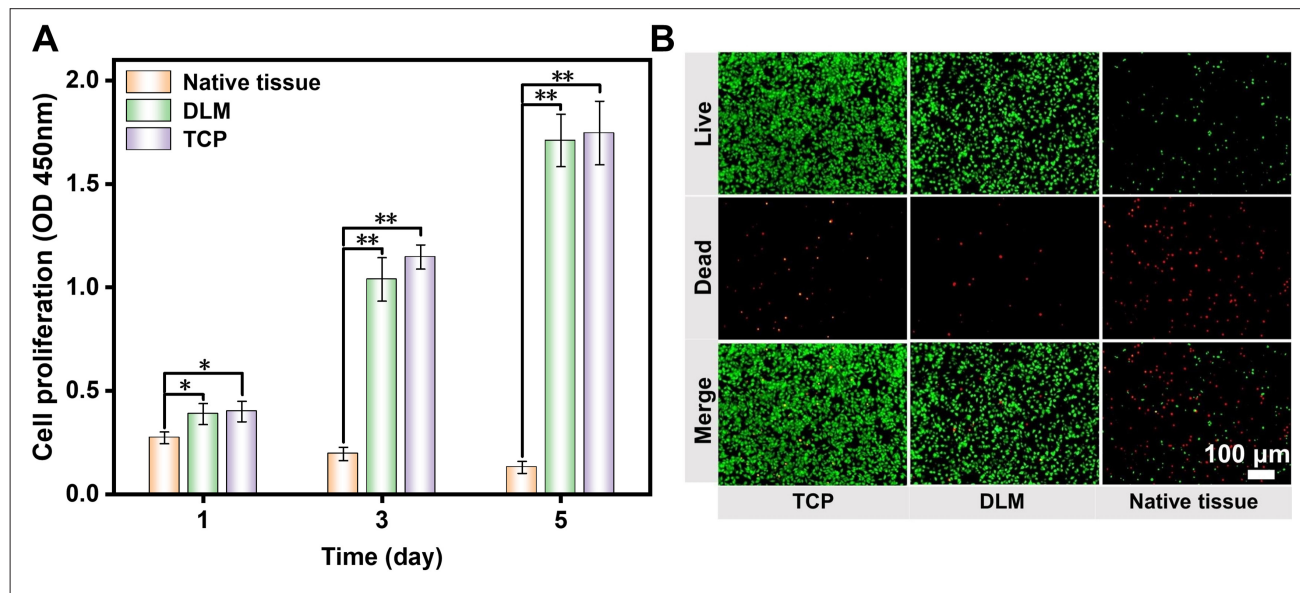 A
Cell proliferation (OD 450nm)
2.0
1.5
1.0
0.5
0.0
Native tissue
DLM
TCP
*
*
**
**
**
**
1
3
5
Time (day)
B
Live
Dead
Merge
100 µm
TCP
DLM
Native tissue